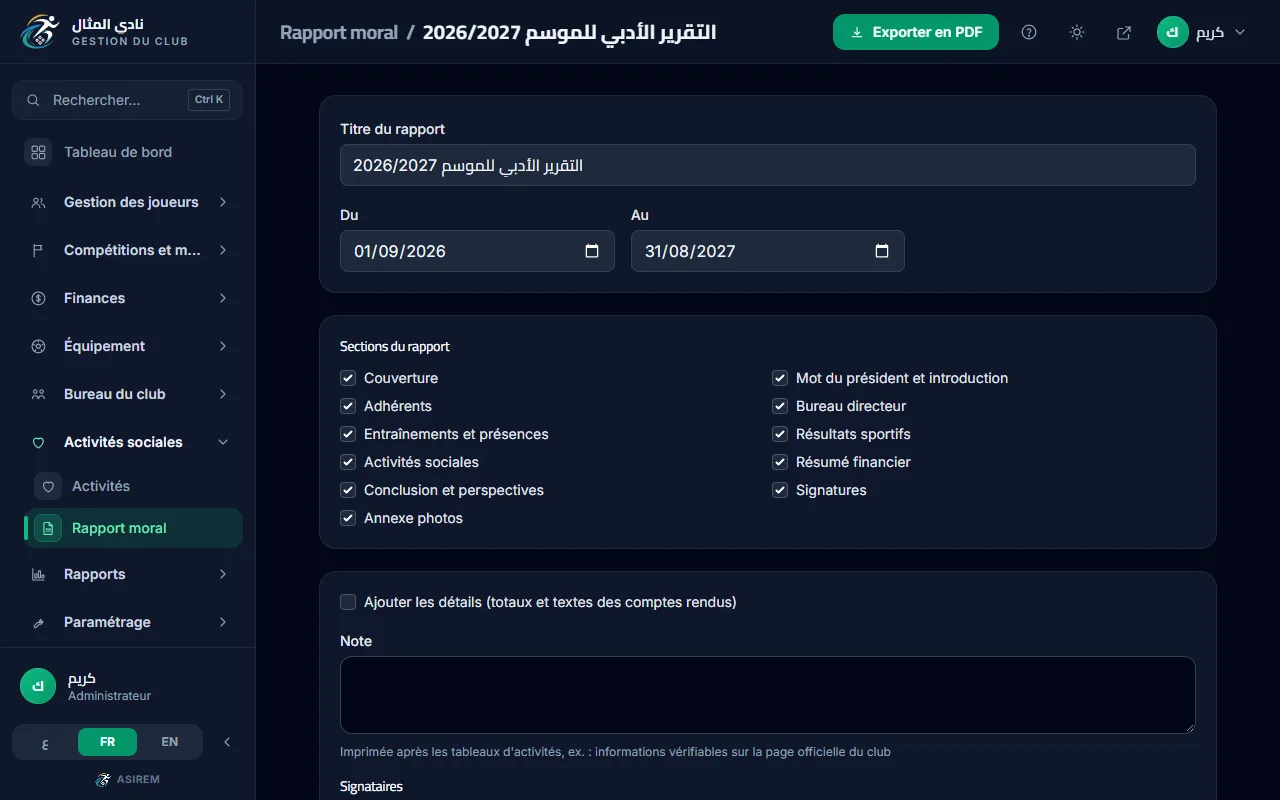 نادي المثال
GESTION DU CLUB
Rechercher...
Ctrl K
Tableau de bord
Gestion des joueurs
Compétitions et m...
Finances
Équipement
Bureau du club
Activités sociales
Activités
Rapport moral
Rapports
Paramétrage
ك
كريم
Administrateur
ع
FR
EN
ASIREM
Rapport moral / التقرير الأدبي للموسم 2026/2027
Exporter en PDF
ك
كريم
Titre du rapport
التقرير الأدبي للموسم 2026/2027
Du
Au
01/09/2026
31/08/2027
Sections du rapport
Couverture
Mot du président et introduction
Adhérents
Bureau directeur
Entraînements et présences
Résultats sportifs
Activités sociales
Résumé financier
Conclusion et perspectives
Signatures
Annexe photos
Ajouter les détails (totaux et textes des comptes rendus)
Note
Imprimée après les tableaux d'activités, ex. : informations vérifiables sur la page officielle du club
Signataires